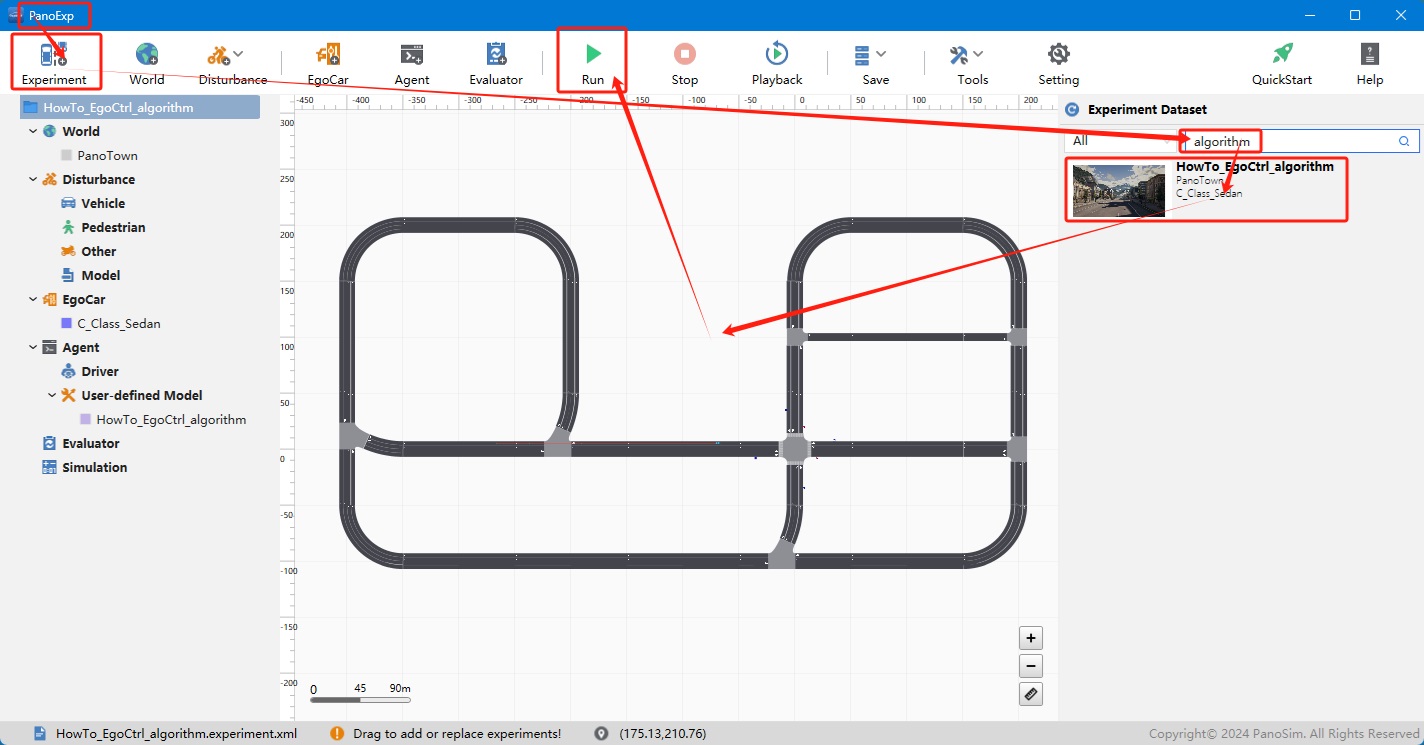 PanoExp
Experiment
World
Disturbance
EgoCar
Agent
Evaluator
Run
Stop
Playback
Save
Tools
Setting
QuickStart
Help
HowTo_EgoCtrl_algorithm
World
PanoTown
Disturbance
Vehicle
Pedestrian
Other
Model
EgoCar
C_Class_Sedan
Agent
Driver
User-defined Model
HowTo_EgoCtrl_algorithm
Evaluator
Simulation
-450 -400 -350 -300 -250 -200 -150 -100 -50 0 50 100 150 200
300
250
200
150
100
50
0
-50
-100
-150
-200
0 45 90m
+
−
Experiment Dataset
All
algorithm
HowTo_EgoCtrl_algorithm
PanoTown
C_Class_Sedan
HowTo_EgoCtrl_algorithm.experiment.xml
Drag to add or replace experiments!
(175.13,210.76)
Copyright© 2024 PanoSim. All Rights Reserved